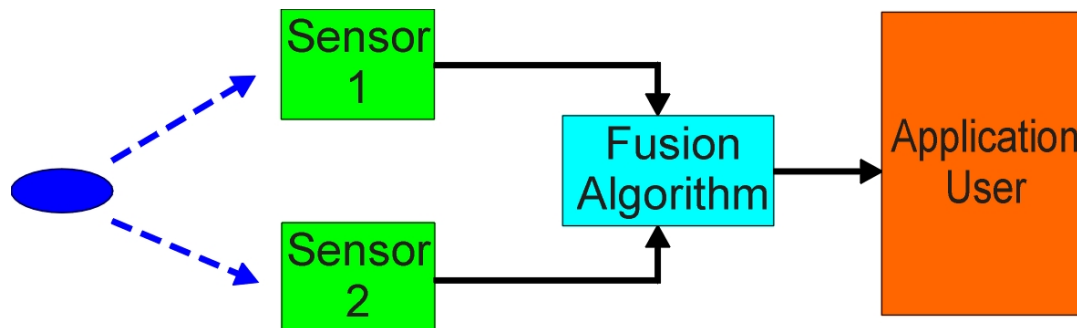 Sensor
1
Fusion
Algorithm
Application
User
Sensor
2